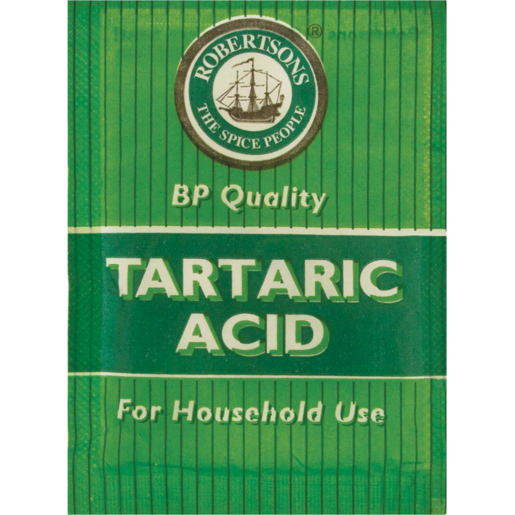 ROBERTSONS
®
THE SPICE PEOPLE
BP Quality
TARTARIC
ACID
For Household Use